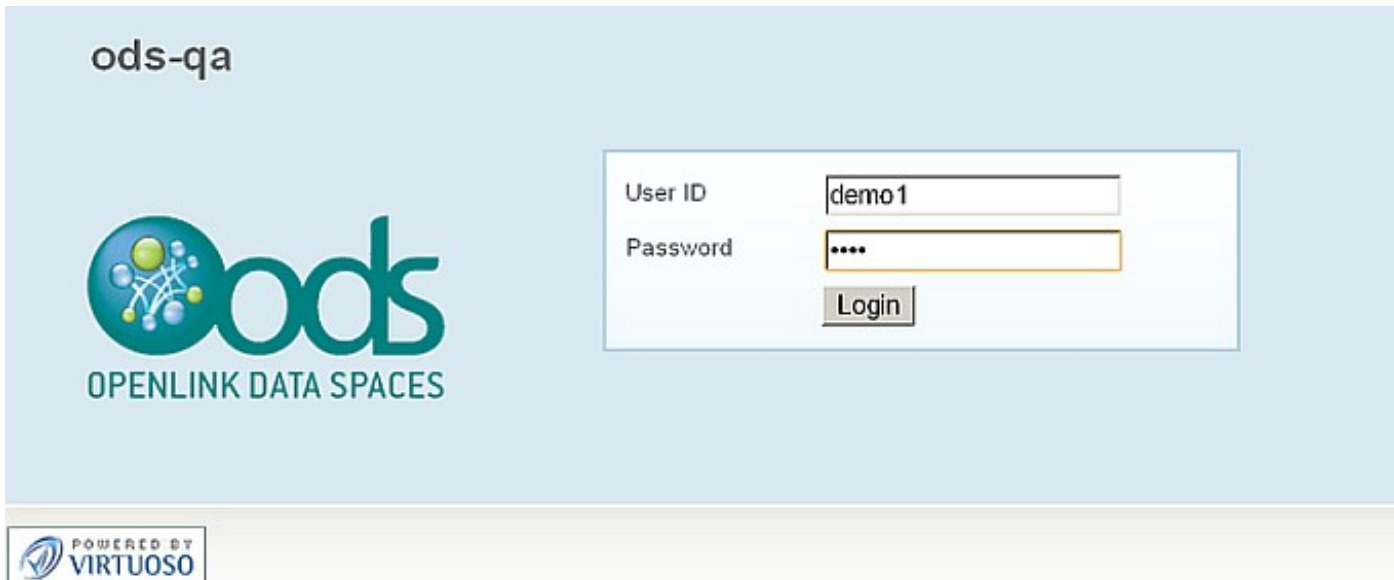 ods-qa
User ID demo1
Password ••••
Login
ods
OPENLINK DATA SPACES
POWERED BY
VIRTUOSO